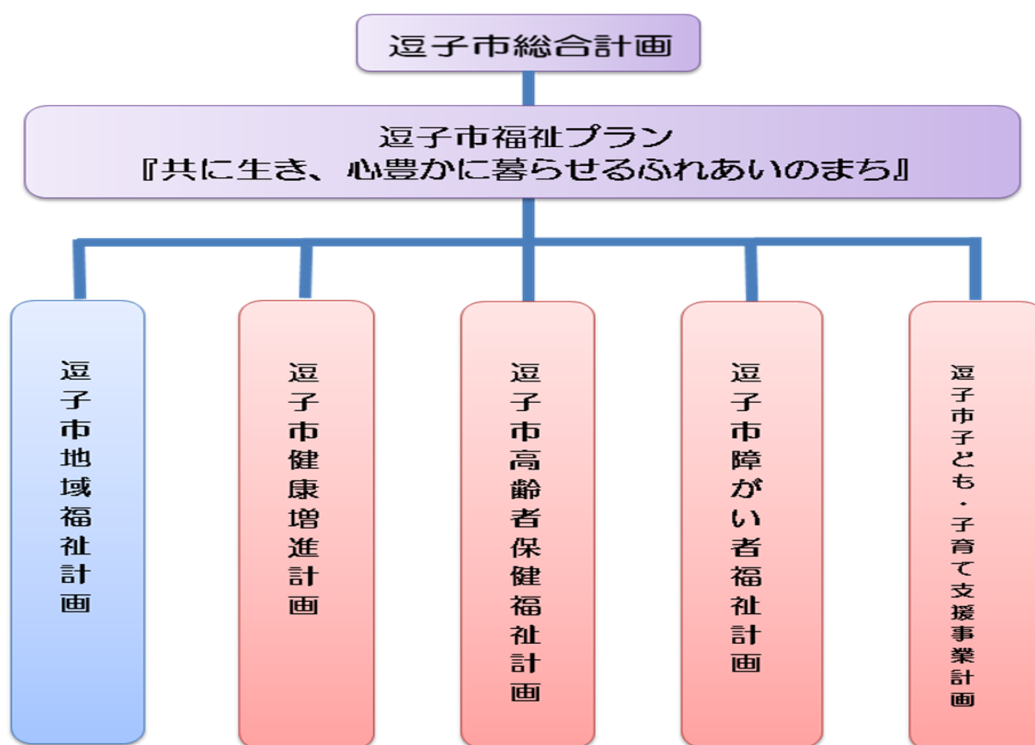 逗子市総合計画
逗子市福祉プラン
『共に生き、心豊かに暮らせるふれあいのまち』
逗子市地域福祉計画
逗子市健康増進計画
逗子市高齢者保健福祉計画
逗子市障がい者福祉計画
逗子市子ども・子育て支援事業計画